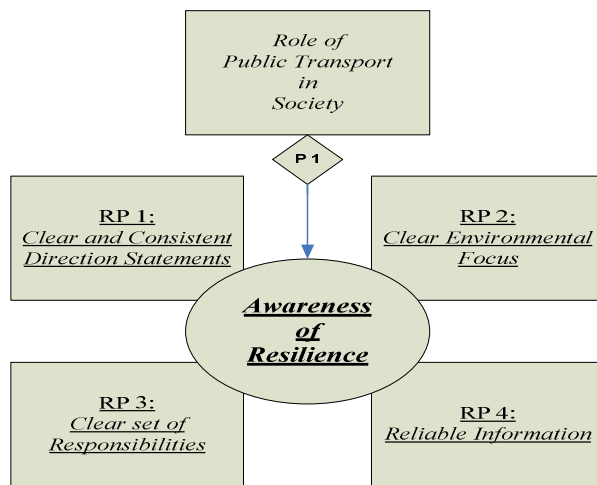 Role of
Public Transport
in
Society
P 1
RP 1:
Clear and Consistent
Direction Statements
RP 2:
Clear Environmental
Focus
Awareness
of
Resilience
RP 3:
Clear set of
Responsibilities
RP 4:
Reliable Information